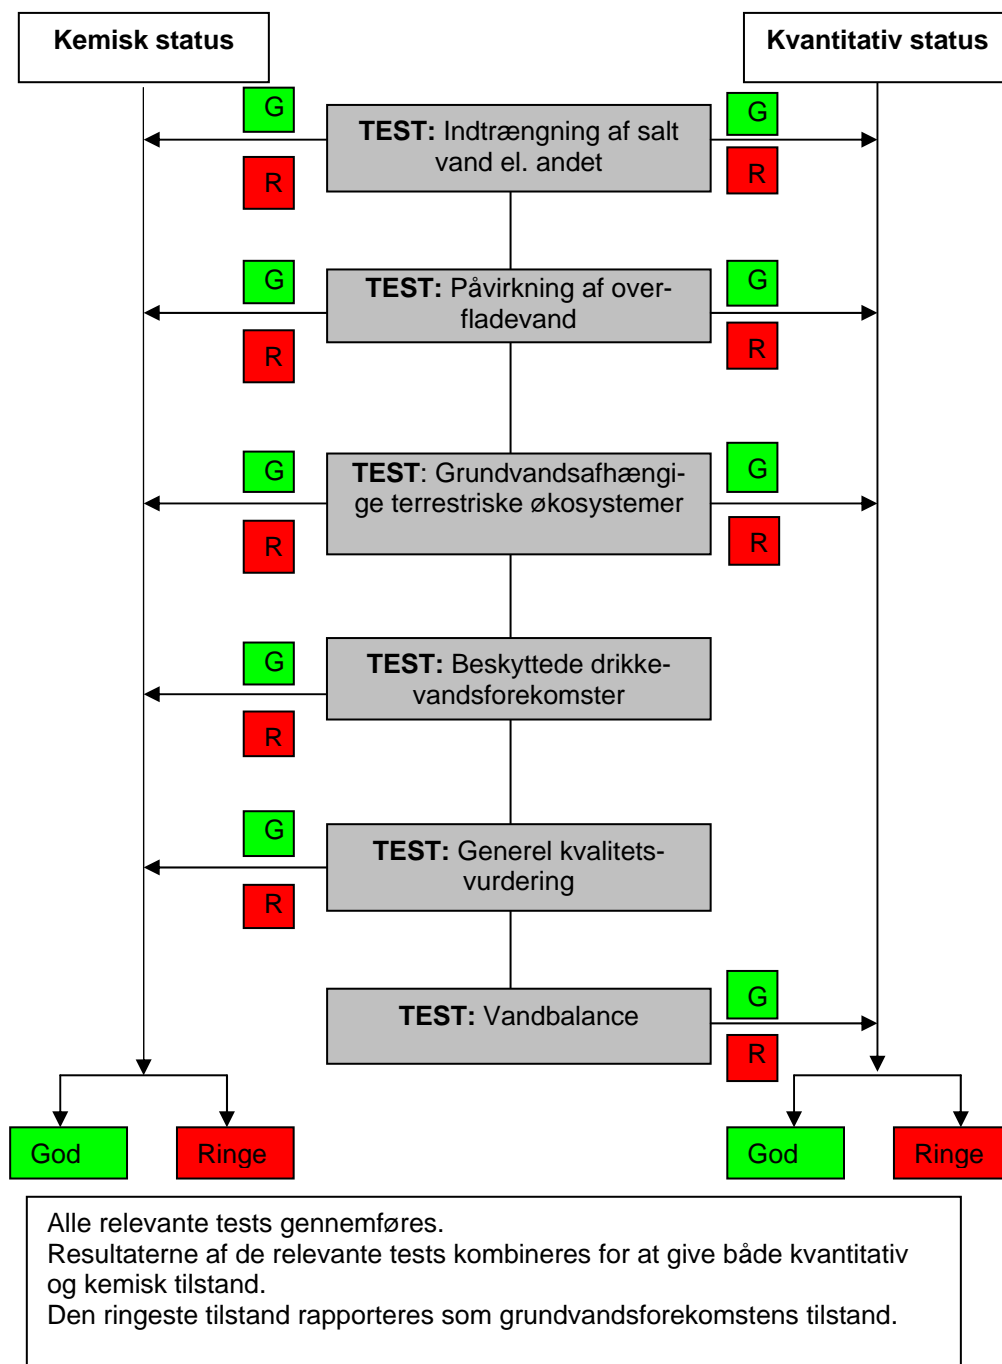 Kemisk status
Kvantitativ status
G
TEST: Indtrængning af salt
vand el. andet
G
R
R
G
TEST: Påvirkning af over-
fladevand
G
R
R
G
TEST: Grundvandsafhængi-
ge terrestriske økosystemer
G
R
R
G
TEST: Beskyttede drikke-
vandsforekomster
R
G
TEST: Generel kvalitets-
vurdering
R
TEST: Vandbalance
G
R
God
Ringe
God
Ringe
Alle relevante tests gennemføres.
Resultaterne af de relevante tests kombineres for at give både kvantitativ
og kemisk tilstand.
Den ringeste tilstand rapporteres som grundvandsforekomstens tilstand.